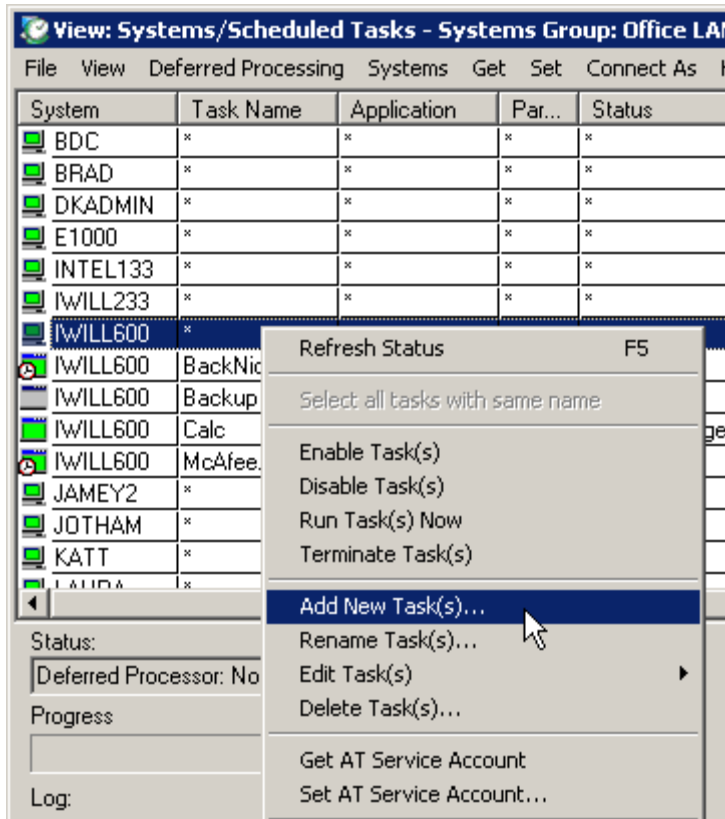 View: Systems/Scheduled Tasks - Systems Group: Office LA
File View Deferred Processing Systems Get Set Connect As
System Task Name Application Par... Status
BDC * * * *
BRAD * * * *
DKADMIN * * * *
E1000 * * * *
INTEL133 * * * *
IWILL233 * * * *
IWILL600 *
IWILL600 BackNic
IWILL600 Backup
IWILL600 Calc
IWILL600 McAfee.
JAMEY2 *
JOTHAM *
KATT *
LAURA *
Refresh Status F5
Select all tasks with same name
Enable Task(s)
Disable Task(s)
Run Task(s) Now
Terminate Task(s)
Add New Task(s)...
Rename Task(s)...
Edit Task(s)
Delete Task(s)...
Get AT Service Account
Set AT Service Account...
Status:
Deferred Processor: No
Progress
Log: